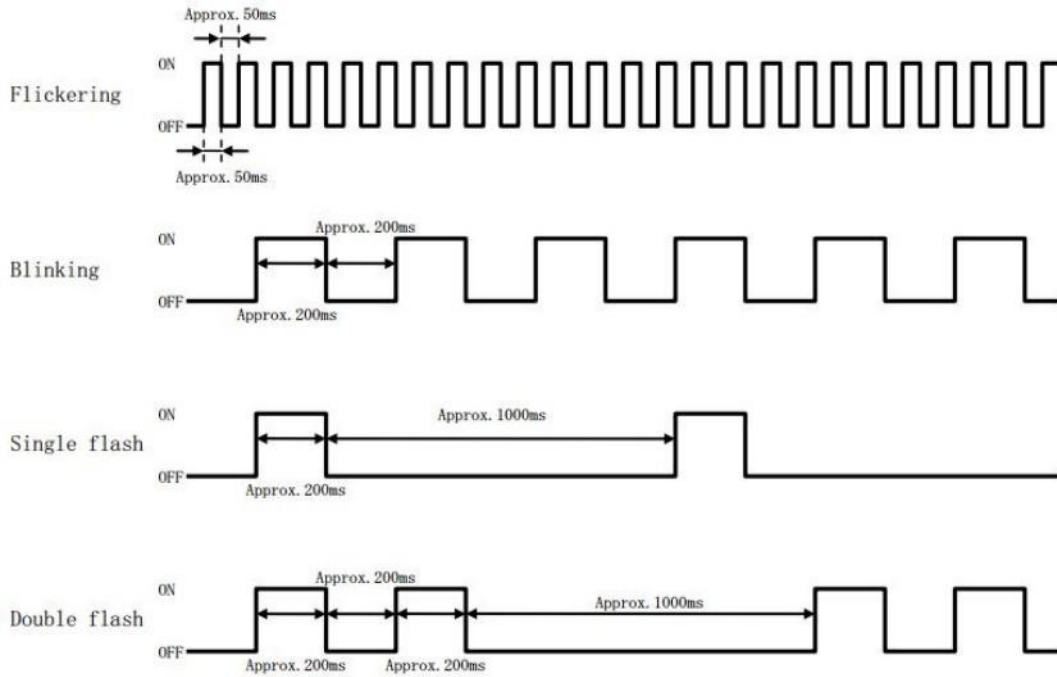 Approx. 50ms
ON
Flickering
OFF
Approx. 50ms
Approx. 200ms
ON
Blinking
OFF
Approx. 200ms
ON
Approx. 1000ms
Single flash
OFF
Approx. 200ms
Approx. 200ms
ON
Approx. 1000ms
Double flash
OFF
Approx. 200ms Approx. 200ms